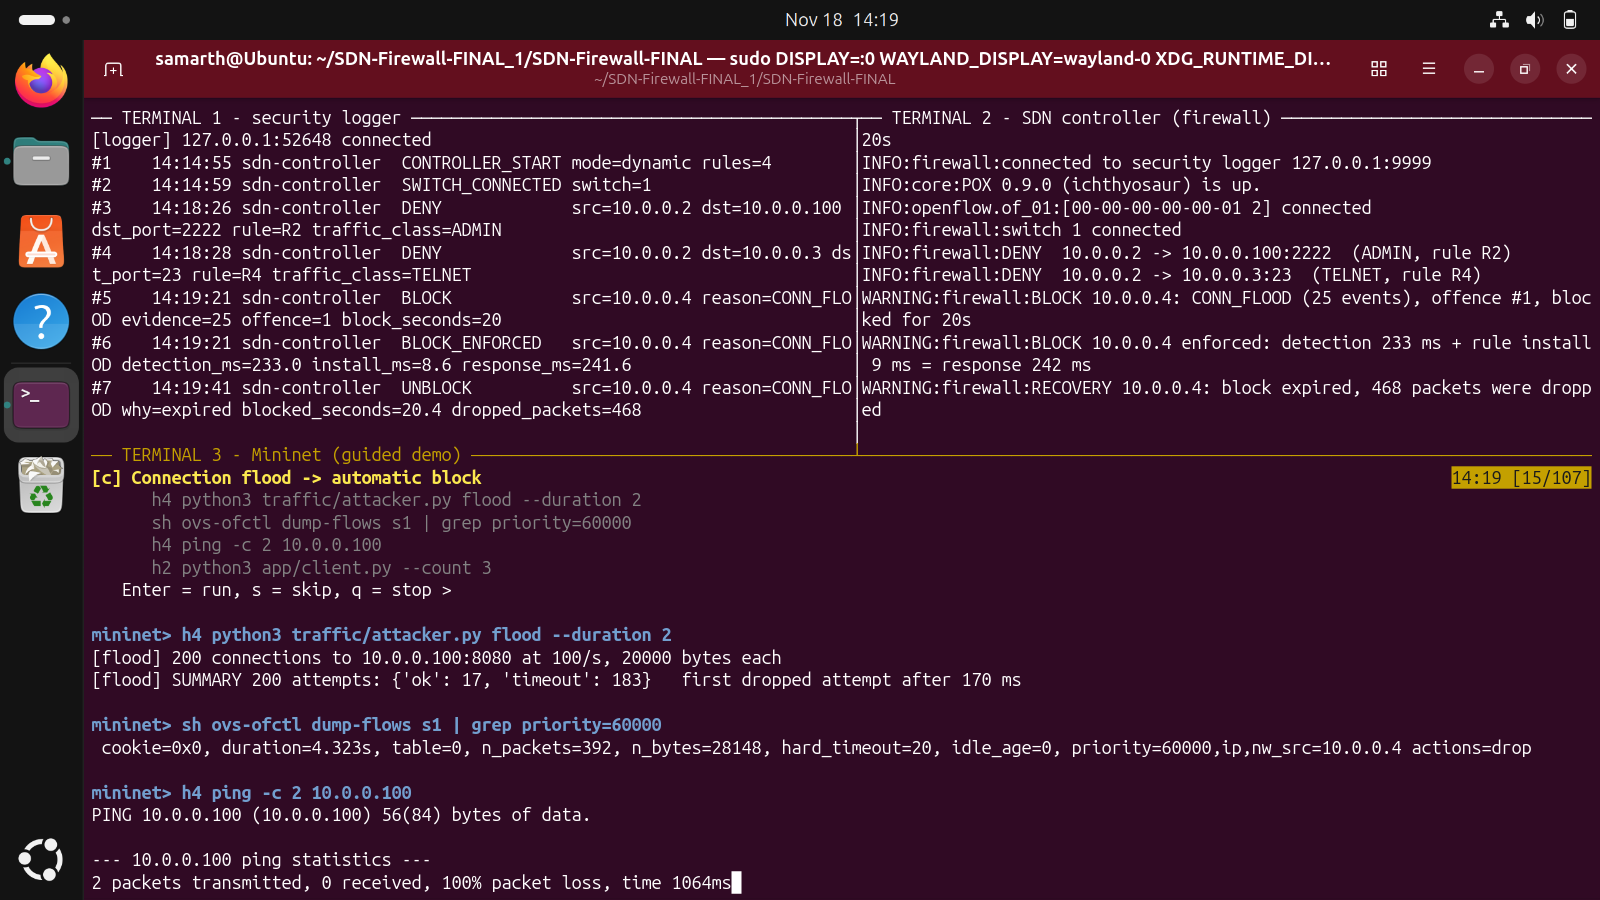 Nov 18 14:19
samarth@Ubuntu: ~/SDN-Firewall-FINAL_1/SDN-Firewall-FINAL — sudo DISPLAY=:0 WAYLAND_DISPLAY=wayland-0 XDG_RUNTIME_DI...
~/SDN-Firewall-FINAL_1/SDN-Firewall-FINAL
TERMINAL 1 - security logger
[logger] 127.0.0.1:52648 connected
#1 14:14:55 sdn-controller CONTROLLER_START mode=dynamic rules=4
#2 14:14:59 sdn-controller SWITCH_CONNECTED switch=1
#3 14:18:26 sdn-controller DENY src=10.0.0.2 dst=10.0.0.100
dst_port=2222 rule=R2 traffic_class=ADMIN
#4 14:18:28 sdn-controller DENY src=10.0.0.2 dst=10.0.0.3 ds
t_port=23 rule=R4 traffic_class=TELNET
#5 14:19:21 sdn-controller BLOCK src=10.0.0.4 reason=CONN_FLO
OD evidence=25 offence=1 block_seconds=20
#6 14:19:21 sdn-controller BLOCK_ENFORCED src=10.0.0.4 reason=CONN_FLO
OD detection_ms=233.0 install_ms=8.6 response_ms=241.6
#7 14:19:41 sdn-controller UNBLOCK src=10.0.0.4 reason=CONN_FLO
OD why=expired blocked_seconds=20.4 dropped_packets=468
TERMINAL 2 - SDN controller (firewall)
20s
INFO:firewall:connected to security logger 127.0.0.1:9999
INFO:core:POX 0.9.0 (ichthyosaur) is up.
INFO:openflow.of_01:[00-00-00-00-00-01 2] connected
INFO:firewall:switch 1 connected
INFO:firewall:DENY 10.0.0.2 -> 10.0.0.100:2222 (ADMIN, rule R2)
INFO:firewall:DENY 10.0.0.2 -> 10.0.0.3:23 (TELNET, rule R4)
WARNING:firewall:BLOCK 10.0.0.4: CONN_FLOOD (25 events), offence #1, bloc
ked for 20s
WARNING:firewall:BLOCK 10.0.0.4 enforced: detection 233 ms + rule install
9 ms = response 242 ms
WARNING:firewall:RECOVERY 10.0.0.4: block expired, 468 packets were dropp
ed
TERMINAL 3 - Mininet (guided demo)
[c] Connection flood -> automatic block
14:19 [15/107]
h4 python3 traffic/attacker.py flood --duration 2
sh ovs-ofctl dump-flows s1 | grep priority=60000
h4 ping -c 2 10.0.0.100
h2 python3 app/client.py --count 3
Enter = run, s = skip, q = stop >
mininet> h4 python3 traffic/attacker.py flood --duration 2
[flood] 200 connections to 10.0.0.100:8080 at 100/s, 20000 bytes each
[flood] SUMMARY 200 attempts: {'ok': 17, 'timeout': 183} first dropped attempt after 170 ms
mininet> sh ovs-ofctl dump-flows s1 | grep priority=60000
cookie=0x0, duration=4.323s, table=0, n_packets=392, n_bytes=28148, hard_timeout=20, idle_age=0, priority=60000,ip,nw_src=10.0.0.4 actions=drop
mininet> h4 ping -c 2 10.0.0.100
PING 10.0.0.100 (10.0.0.100) 56(84) bytes of data.
--- 10.0.0.100 ping statistics ---
2 packets transmitted, 0 received, 100% packet loss, time 1064ms